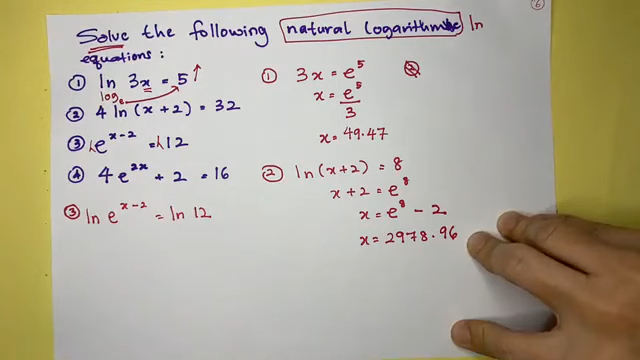 6
Solve the following natural logarithmic ln
equations :
① ln 3x = 5
logₑ
② 4 ln (x + 2) = 32
③ e^(x-2) = 12
④ 4e^(2x) + 2 = 16
③ ln e^(x-2) = ln 12
① 3x = e^5
x = e^5/3
x = 49.47
②
② ln (x+2) = 8
x + 2 = e^8
x = e^8 - 2
x = 2978.96